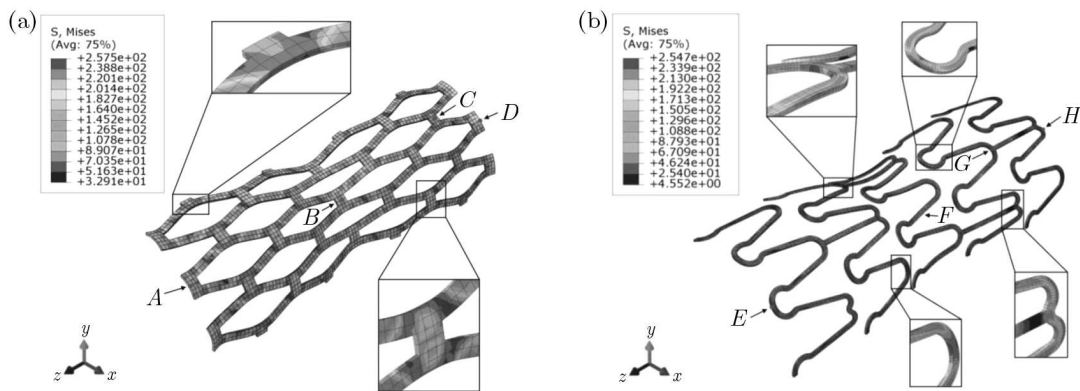 (a)
S, Mises
(Avg: 75%)
+2.575e+02
+2.388e+02
+2.201e+02
+2.014e+02
+1.827e+02
+1.640e+02
+1.452e+02
+1.265e+02
+1.078e+02
+8.907e+01
+7.035e+01
+5.163e+01
+3.291e+01
A
B
C
D
y
z
x
(b)
S, Mises
(Avg: 75%)
+2.547e+02
+2.339e+02
+2.130e+02
+1.922e+02
+1.713e+02
+1.505e+02
+1.296e+02
+1.088e+02
+8.793e+01
+6.709e+01
+4.624e+01
+2.540e+01
+4.552e+00
E
F
G
H
y
z
x